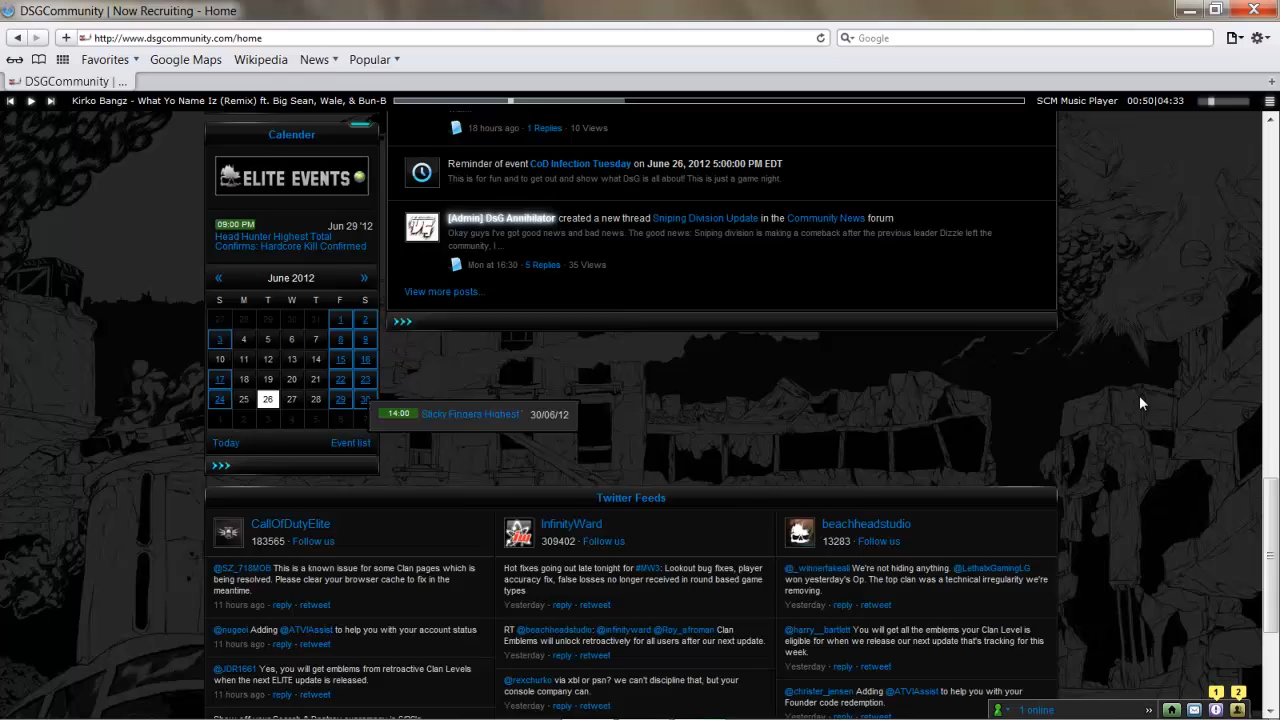 DSGCommunity | Now Recruiting - Home
http://www.dsgcommunity.com/home
Google
Favorites
Google Maps
Wikipedia
News
Popular
DSGCommunity | ...
Kirko Bangz - What Yo Name Iz (Remix) ft. Big Sean, Wale, & Bun-B
SCM Music Player
00:50|04:33
Calender
ELITE EVENTS
09:00 PM
Jun 29 '12
Head Hunter Highest Total
Confirms: Hardcore Kill Confirmed
« June 2012 »
S M T W T F S
27 28 29 30 31 1 2
3 4 5 6 7 8 9
10 11 12 13 14 15 16
17 18 19 20 21 22 23
24 25 26 27 28 29 30
1 2 3 4 5 6
Today
Event list
14:00 Sticky Fingers Highest 30/06/12
18 hours ago - 1 Replies - 10 Views
Reminder of event CoD Infection Tuesday on June 26, 2012 5:00:00 PM EDT
This is for fun and to get out and show what DsG is all about! This is just a game night.
[Admin] DsG Annihilator created a new thread Sniping Division Update in the Community News forum
Okay guys I've got good news and bad news. The good news: Sniping division is making a comeback after the previous leader Dizzle left the
community, I ...
Mon at 16:30 - 5 Replies - 35 Views
View more posts...
Twitter Feeds
CallOfDutyElite
183565 - Follow us
@SZ_718MOB This is a known issue for some Clan pages which is
being resolved. Please clear your browser cache to fix in the
meantime.
11 hours ago - reply - retweet
@nugeei Adding @ATVIAssist to help you with your account status
11 hours ago - reply - retweet
@JDR1661 Yes, you will get emblems from retroactive Clan Levels
when the next ELITE update is released.
11 hours ago - reply - retweet
InfinityWard
309402 - Follow us
Hot fixes going out late tonight for #MW3: Lookout bug fixes, player
accuracy fix, false losses no longer received in round based game
types
Yesterday - reply - retweet
RT @beachheadstudio: @infinityward @Roy_afroman Clan
Emblems will unlock retroactively for all users after our next update.
Yesterday - reply - retweet
@rexchurko via xbl or psn? we can't discipline that, but your
console company can.
Yesterday - reply - retweet
beachheadstudio
13283 - Follow us
@_winnertakeall We're not hiding anything. @LethalxGamingLG
won yesterday's Op. The top clan was a technical irregularity we're
removing.
Yesterday - reply - retweet
@harry__bartlett You will get all the emblems your Clan Level is
eligible for when we release our next update that's tracking for this
week.
Yesterday - reply - retweet
@christer_jensen Adding @ATVIAssist to help you with your
Founder code redemption.
Yesterday - reply - retweet
1 online
»
1
2